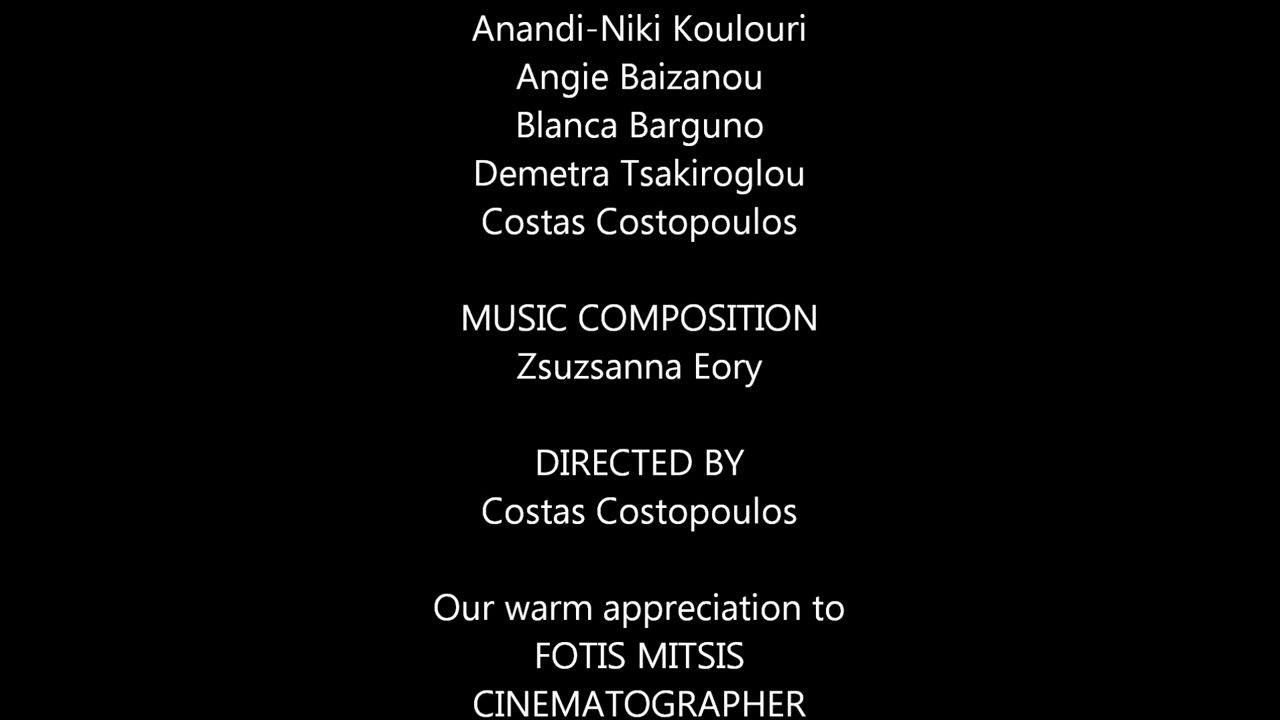 Anandi-Niki Koulouri
Angie Baizanou
Blanca Barguno
Demetra Tsakiroglou
Costas Costopoulos
MUSIC COMPOSITION
Zsuzsanna Eory
DIRECTED BY
Costas Costopoulos
Our warm appreciation to
FOTIS MITSIS
CINEMATOGRAPHER